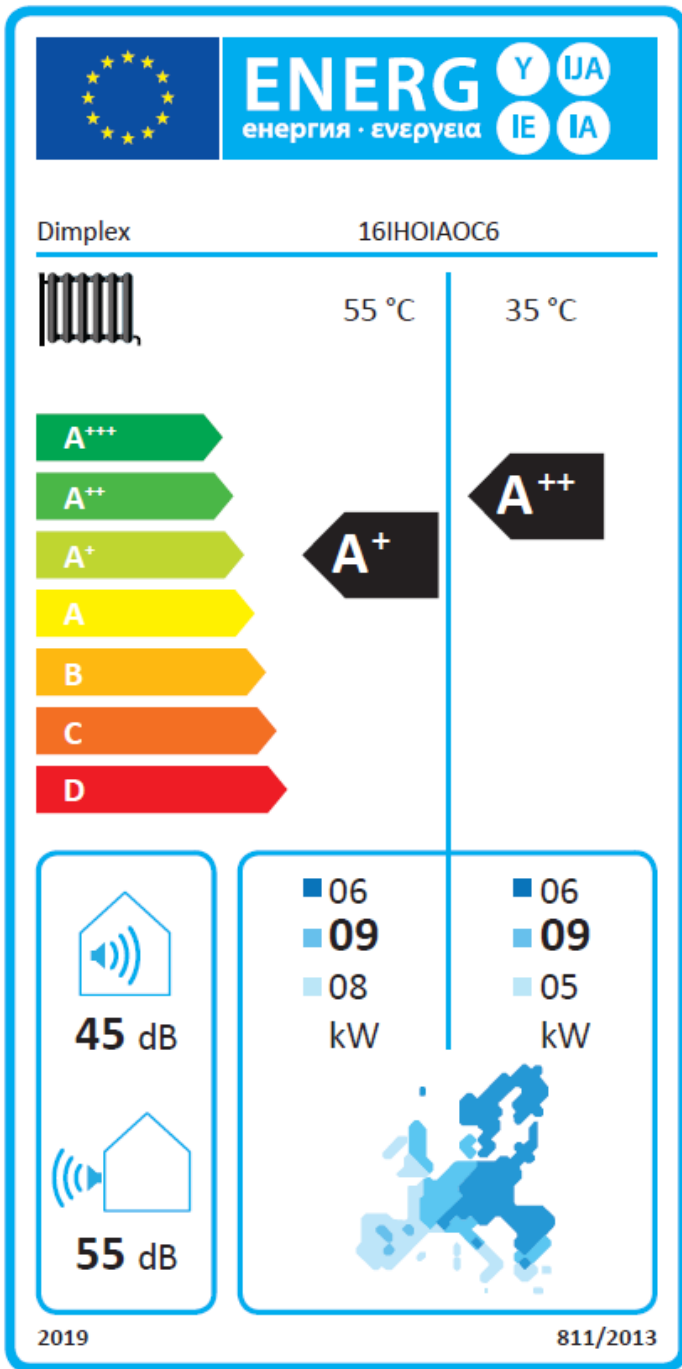 ENERG Y IJA
енергия · ενεργεια IE IA
Dimplex 16IHOIAOC6
55 °C 35 °C
A+++
A++ A++
A+ A+
A
B
C
D
06 06
09 09
08 05
kW kW
45 dB
55 dB
2019 811/2013